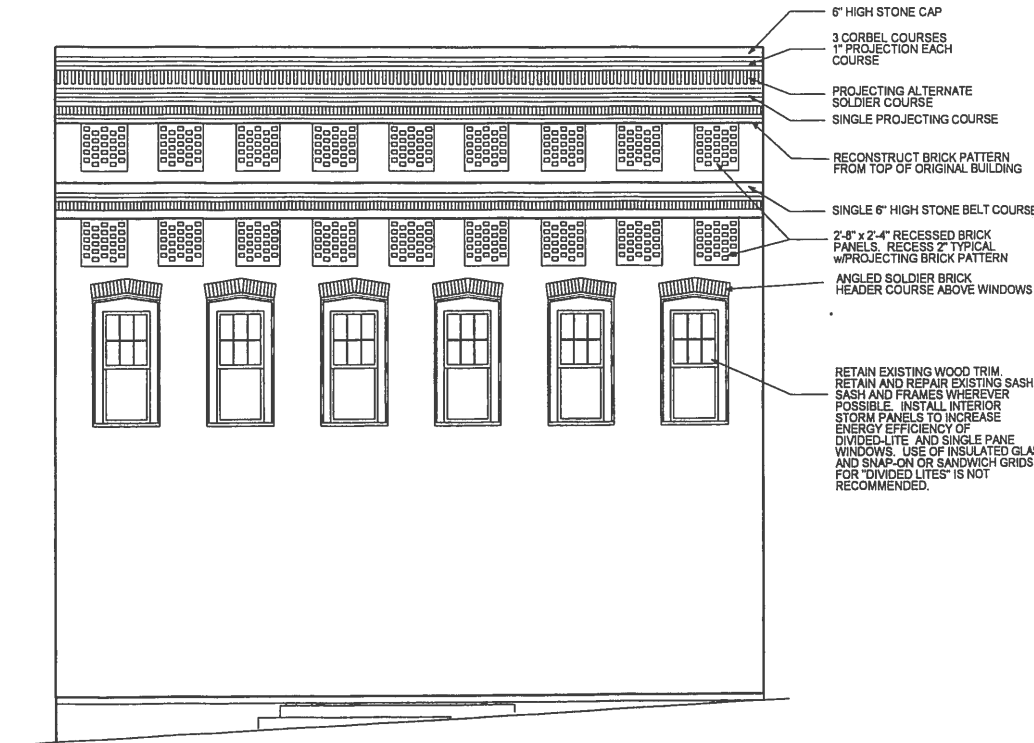 6" HIGH STONE CAP
3 CORBEL COURSES
1" PROJECTION EACH
COURSE
PROJECTING ALTERNATE
SOLDIER COURSE
SINGLE PROJECTING COURSE
RECONSTRUCT BRICK PATTERN
FROM TOP OF ORIGINAL BUILDING
SINGLE 6" HIGH STONE BELT COURSE
2'-8" x 2'-4" RECESSED BRICK
PANELS. RECESS 2" TYPICAL
w/PROJECTING BRICK PATTERN
ANGLED SOLDIER BRICK
HEADER COURSE ABOVE WINDOWS
RETAIN EXISTING WOOD TRIM.
RETAIN AND REPAIR EXISTING SASH
SASH AND FRAMES WHEREVER
POSSIBLE. INSTALL INTERIOR
STORM PANELS TO INCREASE
ENERGY EFFICIENCY OF
DIVIDED-LITE AND SINGLE PANE
WINDOWS. USE OF INSULATED
AND SNAP-ON OR SANDWICH GRIDS
FOR "DIVIDED LITES" IS NOT
RECOMMENDED.